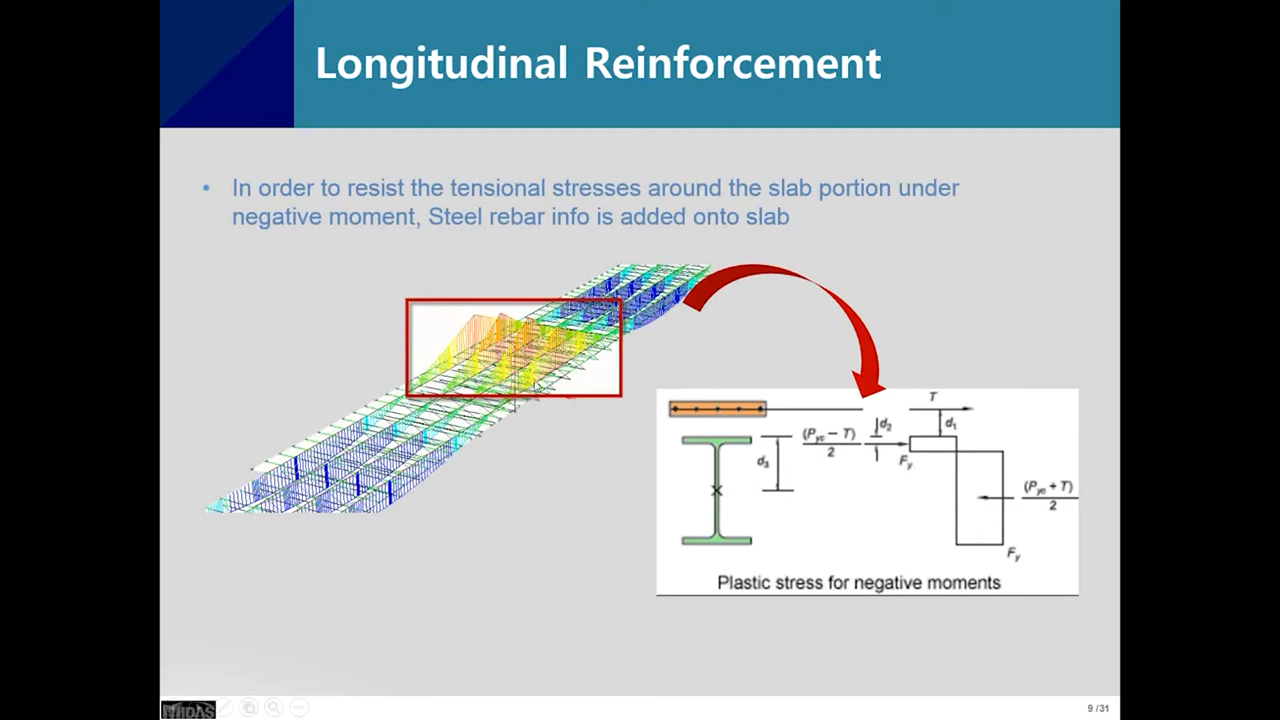 Longitudinal Reinforcement
• In order to resist the tensional stresses around the slab portion under
negative moment, Steel rebar info is added onto slab
T
d₂
d₁
(Pyc − T)
2
d₃
Fy
(Pyc + T)
2
Fy
Plastic stress for negative moments
MIDAS
9 / 31